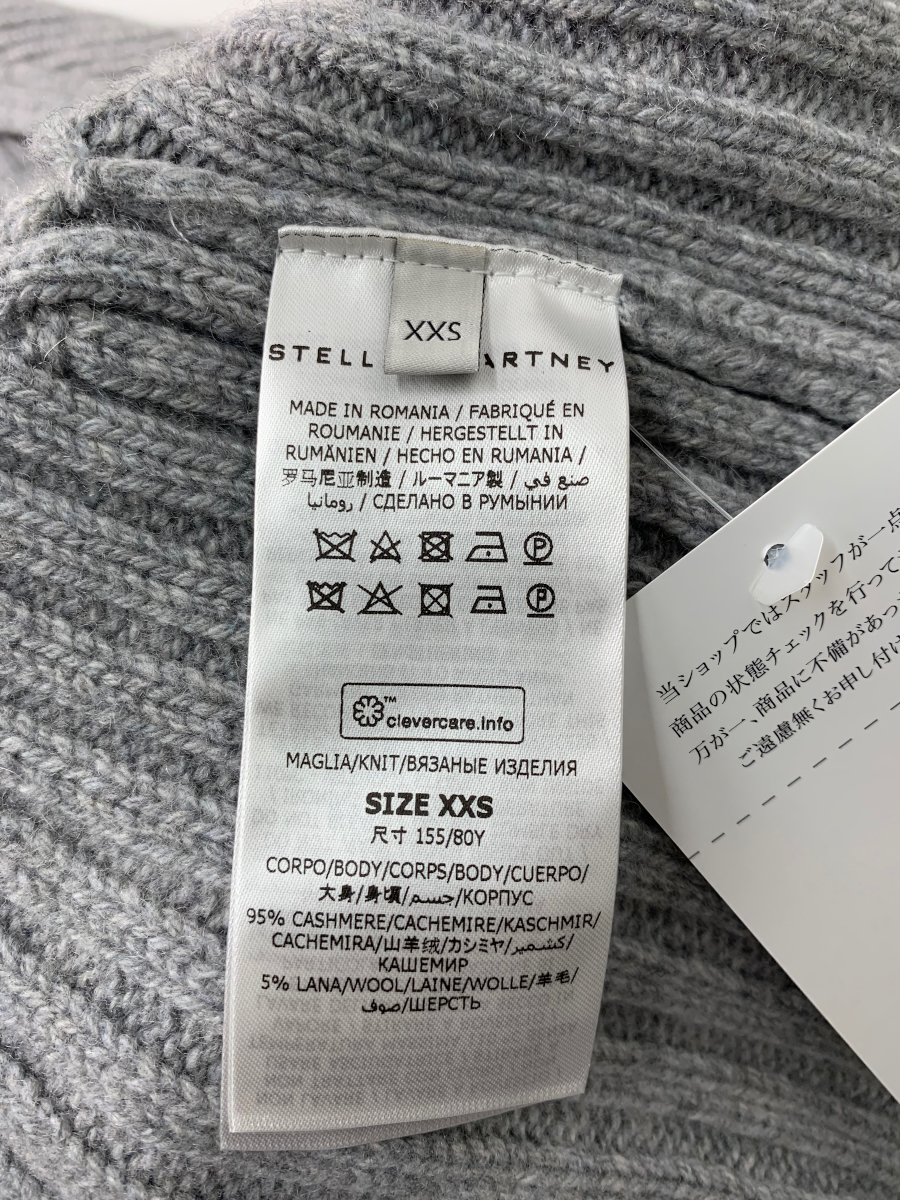 XXS
STELL ARTNEY
MADE IN ROMANIA / FABRIQUÉ EN
ROUMANIE / HERGESTELLT IN
RUMÄNIEN / HECHO EN RUMANIA /
罗马尼亚制造 / ルーマニア製 / صنع في
رومانيا / СДЕЛАНО В РУМЫНИИ
P
P
™
clevercare.info
MAGLIA/KNIT/ВЯЗАНЫЕ ИЗДЕЛИЯ
SIZE XXS
尺寸 155/80Y
CORPO/BODY/CORPS/BODY/CUERPO/
大身/身頃/جسم/КОРПУС
95% CASHMERE/CACHEMIRE/KASCHMIR/
CACHEMIRA/山羊绒/カシミヤ/كشمير/
КАШЕМИР
5% LANA/WOOL/LAINE/WOLLE/羊毛/
صوف/ШЕРСТЬ
当ショップではスタッフが一点
商品の状態チェックを行って
万が一、商品に不備があっ
ご遠慮無くお申し付け